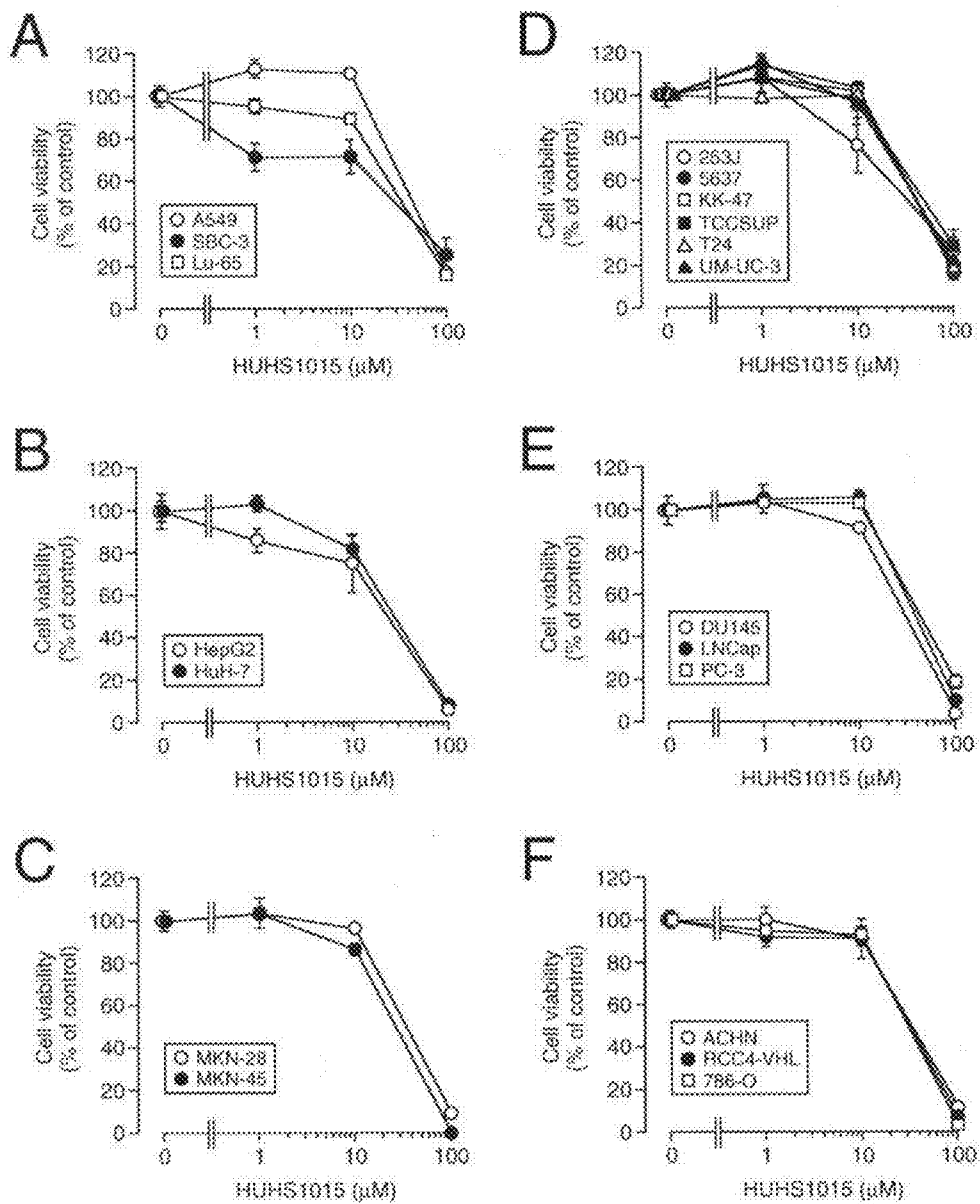 A
Cell viability
(% of control)
120
100
80
60
40
20
0
A549
SBC-3
Lu-65
0 1 10 100
HUHS1015 (µM)
B
Cell viability
(% of control)
120
100
80
60
40
20
0
HepG2
HuH-7
0 1 10 100
HUHS1015 (µM)
C
Cell viability
(% of control)
120
100
80
60
40
20
0
MKN-28
MKN-45
0 1 10 100
HUHS1015 (µM)
D
Cell viability
(% of control)
120
100
80
60
40
20
0
253J
5637
KK-47
TCCSUP
T24
UM-UC-3
0 1 10 100
HUHS1015 (µM)
E
Cell viability
(% of control)
120
100
80
60
40
20
0
DU145
LNCap
PC-3
0 1 10 100
HUHS1015 (µM)
F
Cell viability
(% of control)
120
100
80
60
40
20
0
ACHN
RCC4-VHL
786-O
0 1 10 100
HUHS1015 (µM)